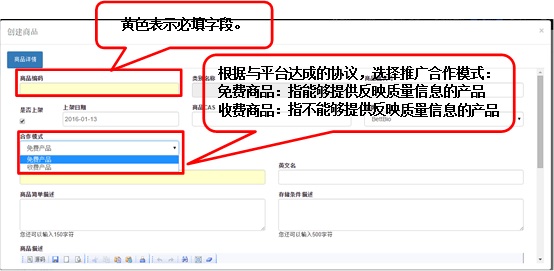 创建商品
黄色表示必填字段。
商品详情
商品编码
类别名称
根据与平台达成的协议，选择推广合作模式：
免费商品：指能够提供反映质量信息的产品
收费商品：指不能够提供反映质量信息的产品
是否上架
上架日期
商品CAS
2016-01-13
合作模式
免费产品
免费产品
收费产品
英文名
商品简单描述
存储条件描述
您还可以输入150字符
您还可以输入500字符
商品描述
源码